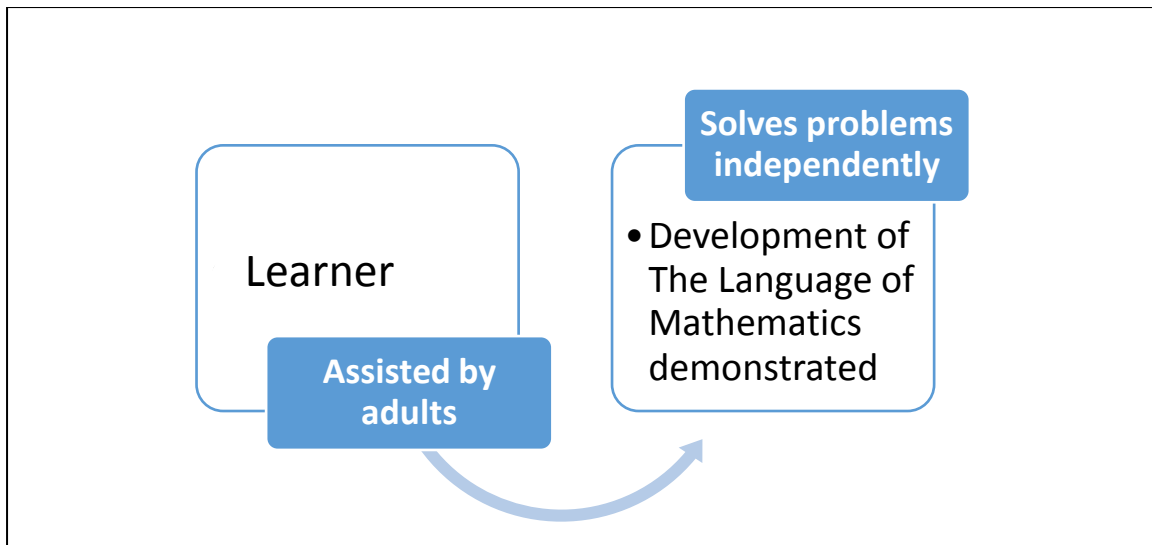 Learner
Assisted by
adults
Solves problems
independently
• Development of
The Language of
Mathematics
demonstrated